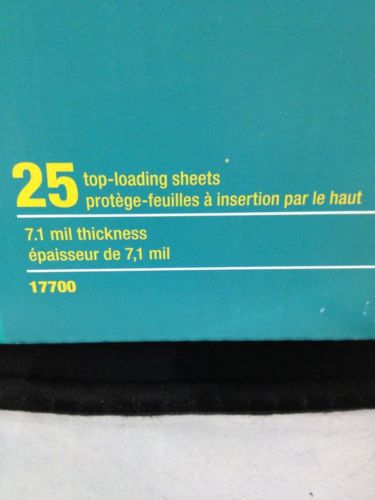 25 top-loading sheets
protège-feuilles à insertion par le haut
7.1 mil thickness
épaisseur de 7,1 mil
17700